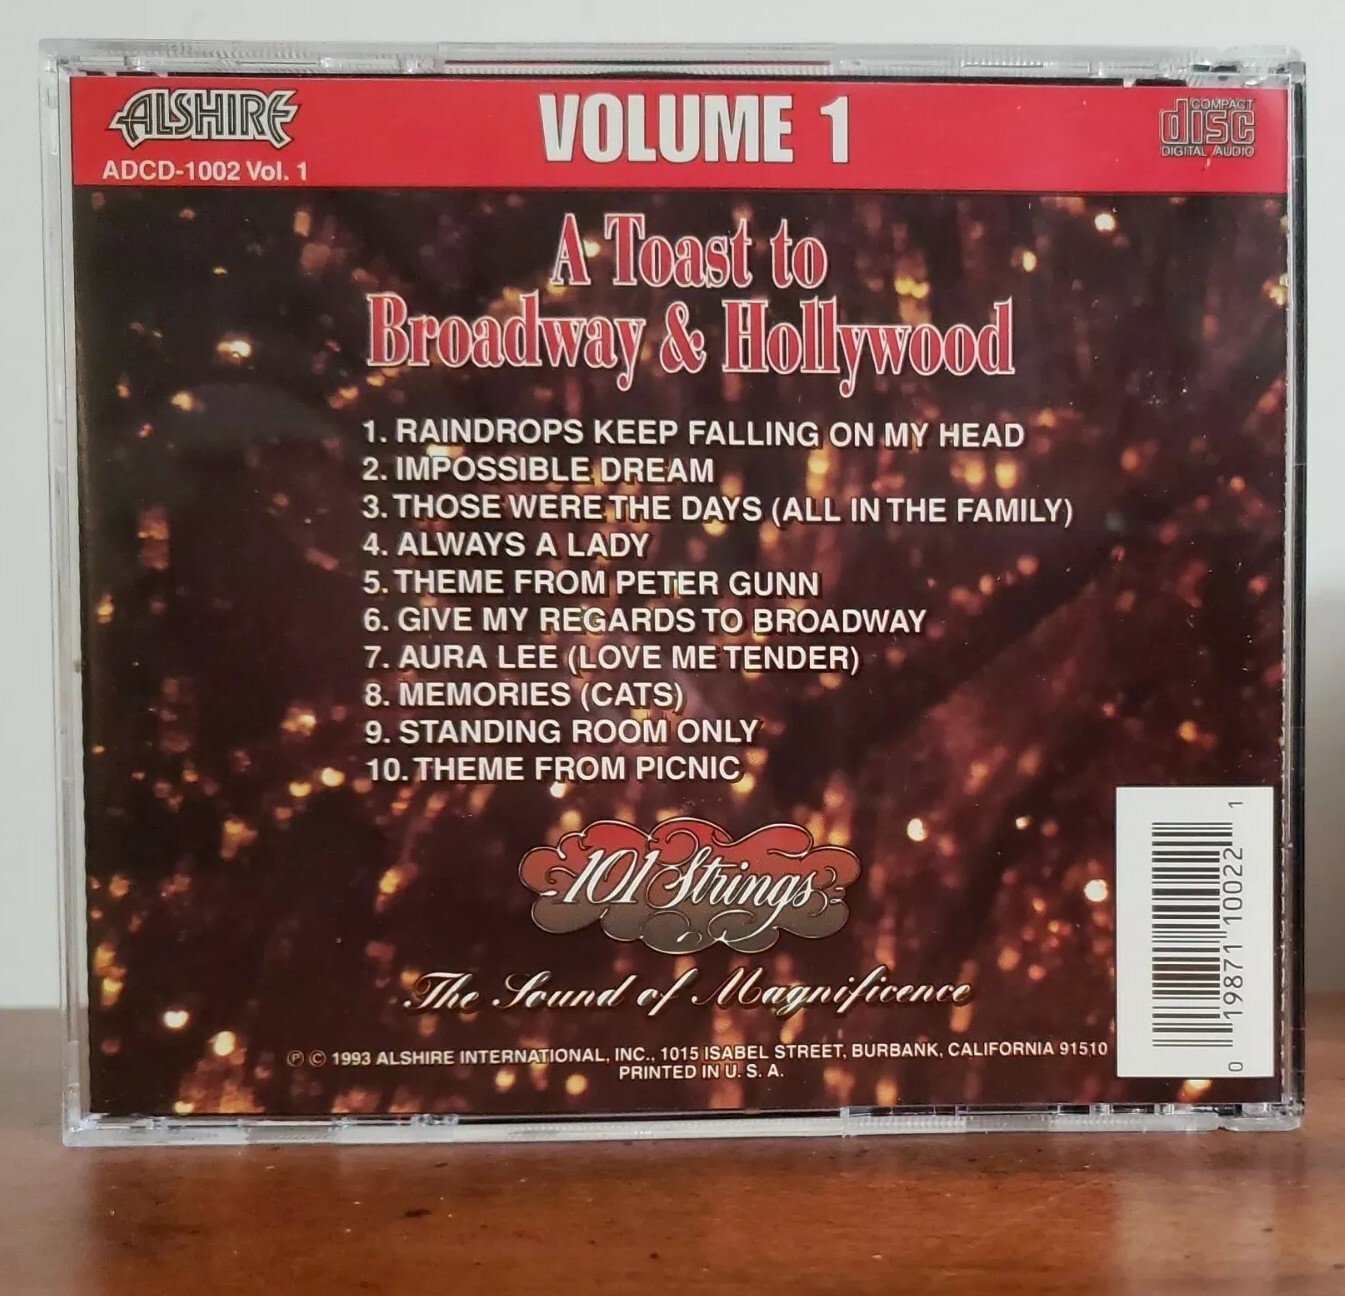 ALSHIRE
ADCD-1002 Vol. 1
VOLUME 1
COMPACT
disc
DIGITAL AUDIO
A Toast to
Broadway & Hollywood
1. RAINDROPS KEEP FALLING ON MY HEAD
2. IMPOSSIBLE DREAM
3. THOSE WERE THE DAYS (ALL IN THE FAMILY)
4. ALWAYS A LADY
5. THEME FROM PETER GUNN
6. GIVE MY REGARDS TO BROADWAY
7. AURA LEE (LOVE ME TENDER)
8. MEMORIES (CATS)
9. STANDING ROOM ONLY
10. THEME FROM PICNIC
101 Strings
The Sound of Magnificence
℗ © 1993 ALSHIRE INTERNATIONAL, INC., 1015 ISABEL STREET, BURBANK, CALIFORNIA 91510
PRINTED IN U. S. A.
0 19871 10022 1